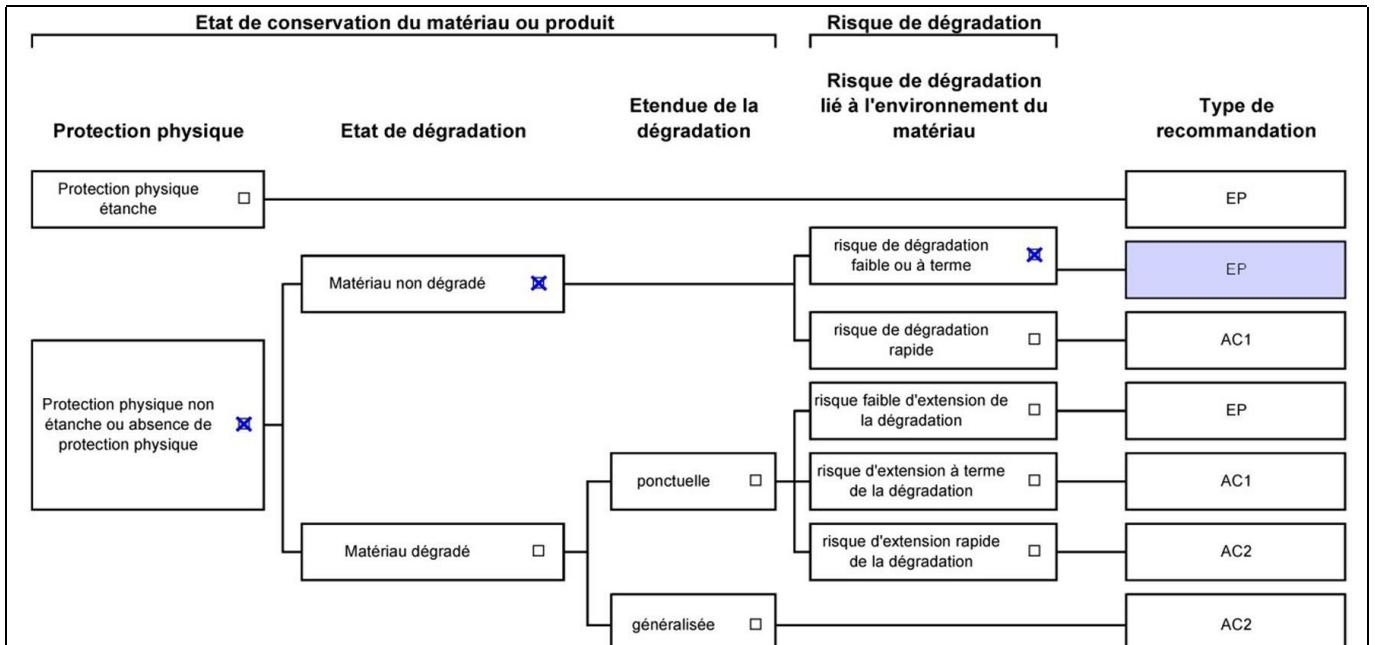 Etat de conservation du matériau ou produit
Risque de dégradation
Protection physique
Etat de dégradation
Etendue de la
dégradation
Risque de dégradation
lié à l'environnement du
matériau
Type de
recommandation
Protection physique
étanche
EP
risque de dégradation
faible ou à terme
EP
Matériau non dégradé
risque de dégradation
rapide
AC1
Protection physique non
étanche ou absence de
protection physique
risque faible d'extension de
la dégradation
EP
ponctuelle
risque d'extension à terme
de la dégradation
AC1
Matériau dégradé
risque d'extension rapide
de la dégradation
AC2
généralisée
AC2